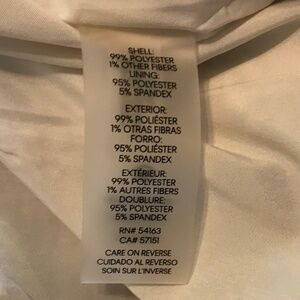 SHELL:
99% POLYESTER
1% OTHER FIBERS
LINING:
95% POLYESTER
5% SPANDEX
EXTERIOR:
99% POLIÉSTER
1% OTRAS FIBRAS
FORRO:
95% POLIÉSTER
5% SPANDEX
EXTÉRIEUR:
99% POLYESTER
1% AUTRES FIBERS
DOUBLURE:
95% POLYESTER
5% SPANDEX
RN# 54163
CA# 57151
CARE ON REVERSE
CUIDADO AL REVERSO
SOIN SUR L'INVERSE